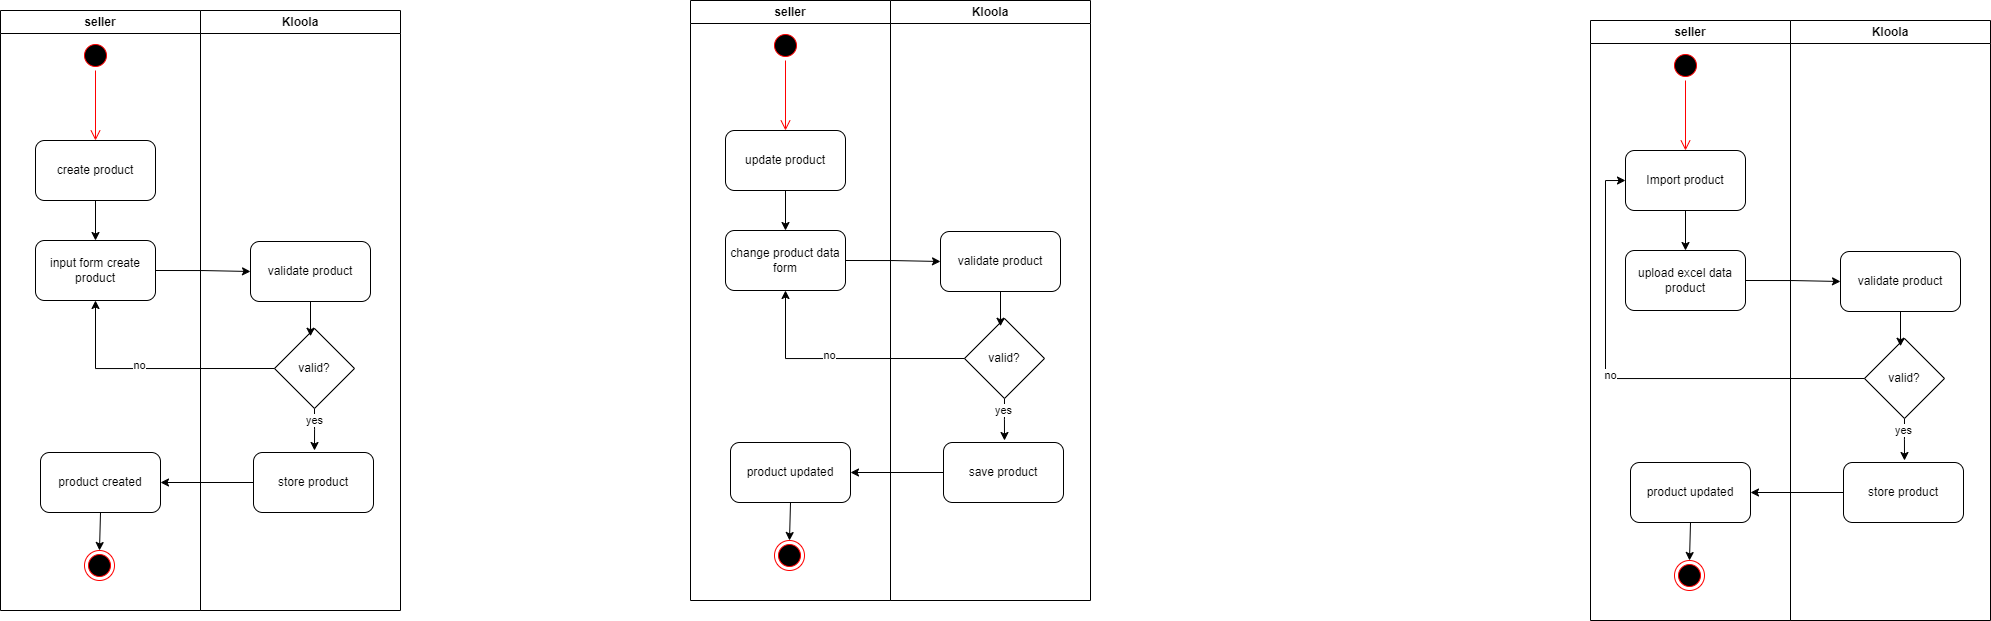 seller
Kloola
create product
input form create
product
validate product
valid?
no
yes
product created
store product
seller
Kloola
update product
change product data
form
validate product
valid?
no
yes
product updated
save product
seller
Kloola
Import product
upload excel data
product
validate product
valid?
no
yes
product updated
store product